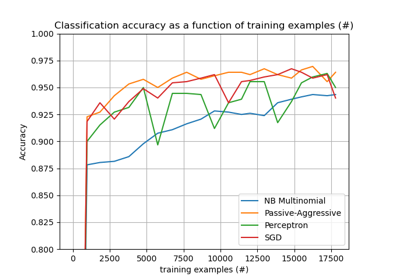 Classification accuracy as a function of training examples (#)
1.000
0.975
0.950
0.925
0.900
0.875
0.850
0.825
0.800
Accuracy
NB Multinomial
Passive-Aggressive
Perceptron
SGD
0 2500 5000 7500 10000 12500 15000 17500
training examples (#)